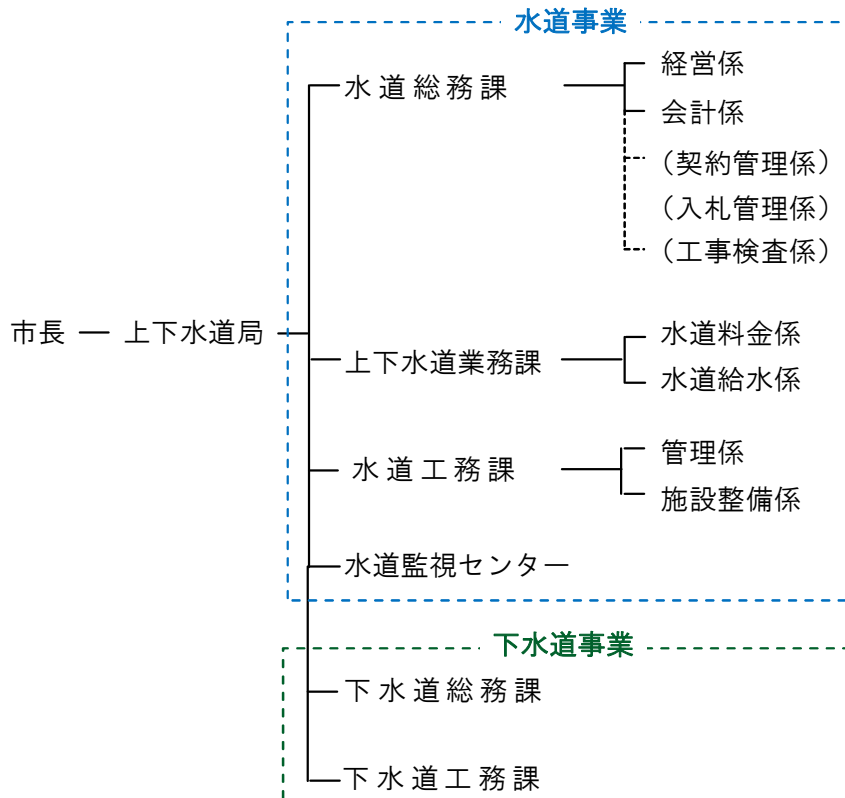 水道事業
水道総務課
経営係
会計係
（契約管理係）
（入札管理係）
（工事検査係）
市長 ― 上下水道局
上下水道業務課
水道料金係
水道給水係
水道工務課
管理係
施設整備係
水道監視センター
下水道事業
下水道総務課
下水道工務課